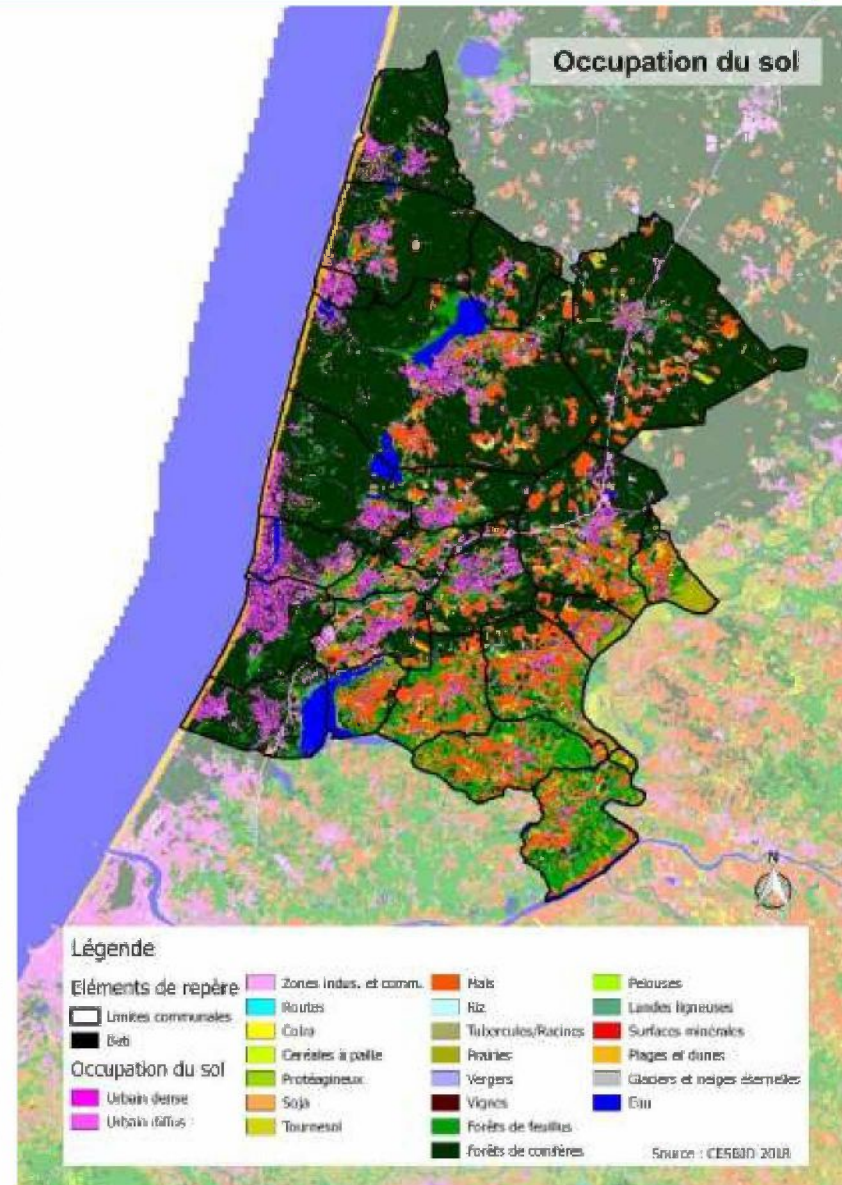 Occupation du sol
N
Légende
Eléments de repère
Limites communales
Bati
Occupation du sol
Urbain dense
Urbain diffus
Zones indus. et comm.
Routes
Colza
Céréales à paille
Protéagineux
Soja
Tournesol
Maïs
Riz
Tubercules/Racines
Prairies
Vergers
Vignes
Forêts de feuillus
Forêts de conifères
Pelouses
Landes ligneuses
Surfaces minérales
Plages et dunes
Glaciers et neiges éternelles
Eau
Source : CESBIO 2018